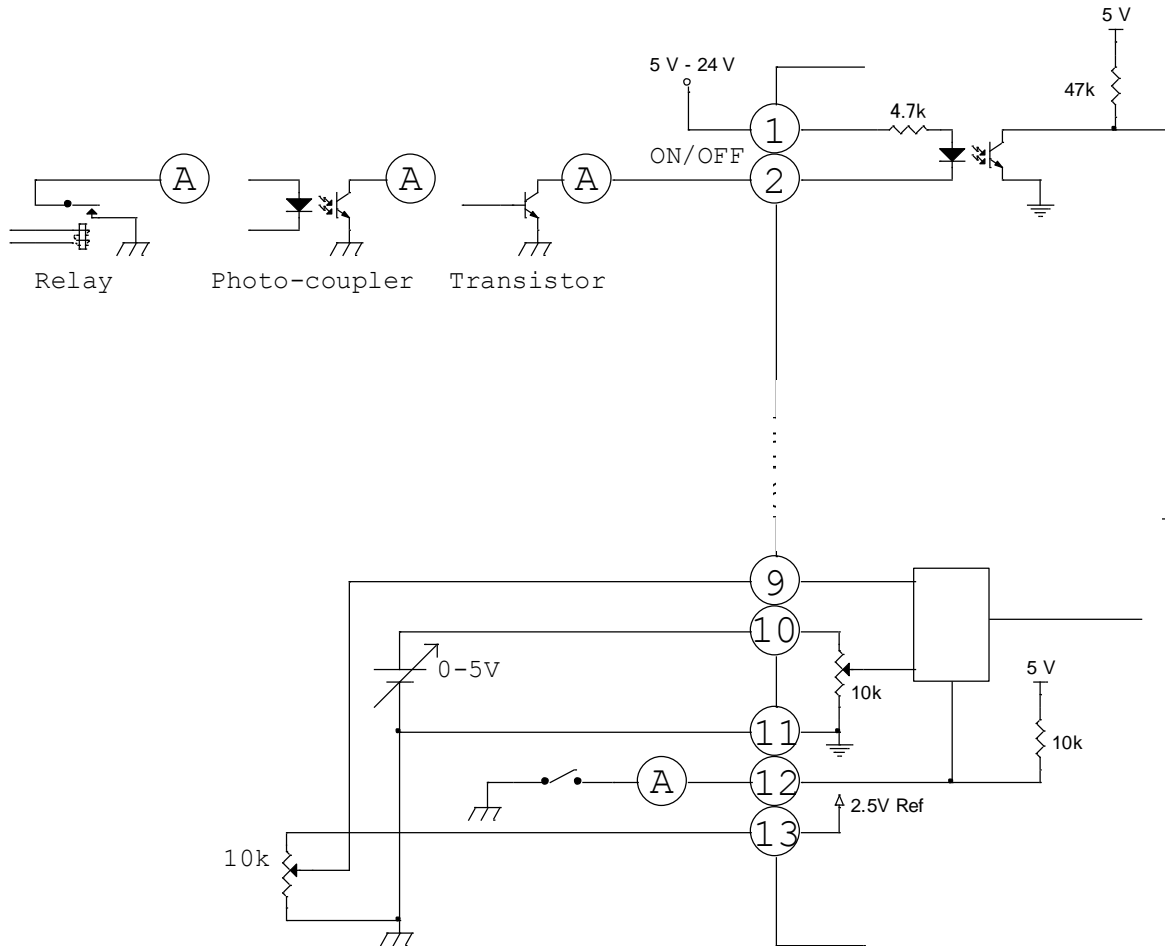 5 V
5 V - 24 V
47k
1
4.7k
ON/OFF
A
A
A
2
Relay
Photo-coupler
Transistor
9
10
0-5V
5 V
10k
11
10k
A
12
2.5V Ref
13
10k